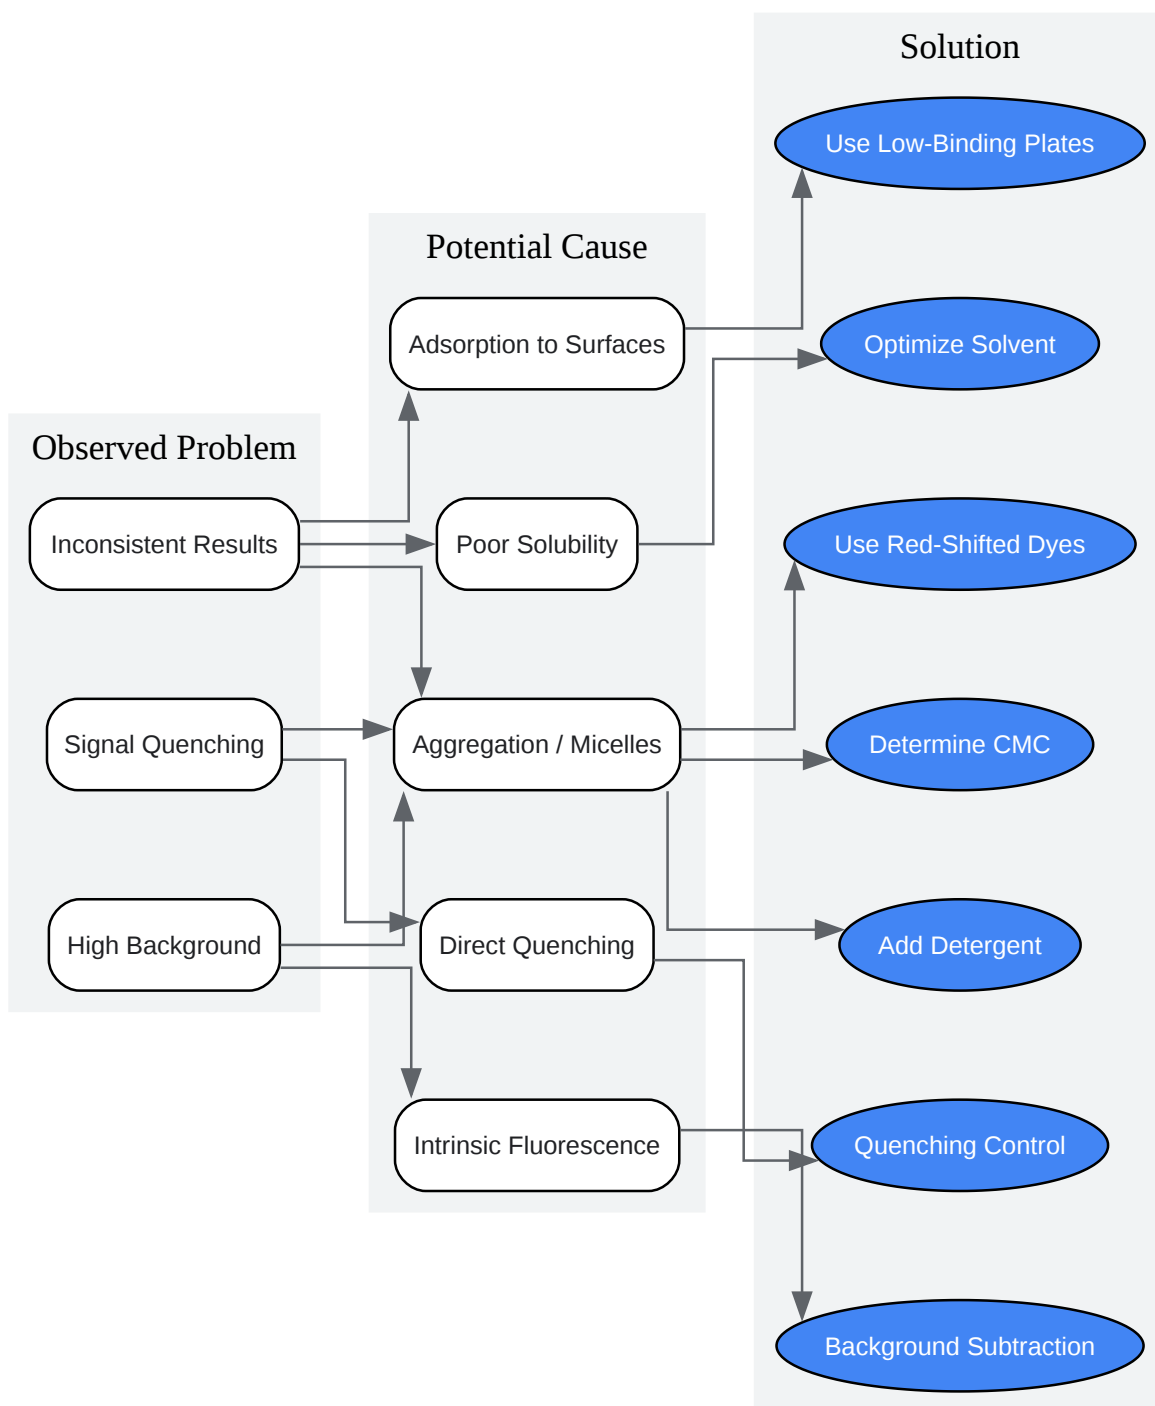 Observed Problem
Inconsistent Results
Signal Quenching
High Background
Potential Cause
Adsorption to Surfaces
Poor Solubility
Aggregation / Micelles
Direct Quenching
Intrinsic Fluorescence
Solution
Use Low-Binding Plates
Optimize Solvent
Use Red-Shifted Dyes
Determine CMC
Add Detergent
Quenching Control
Background Subtraction